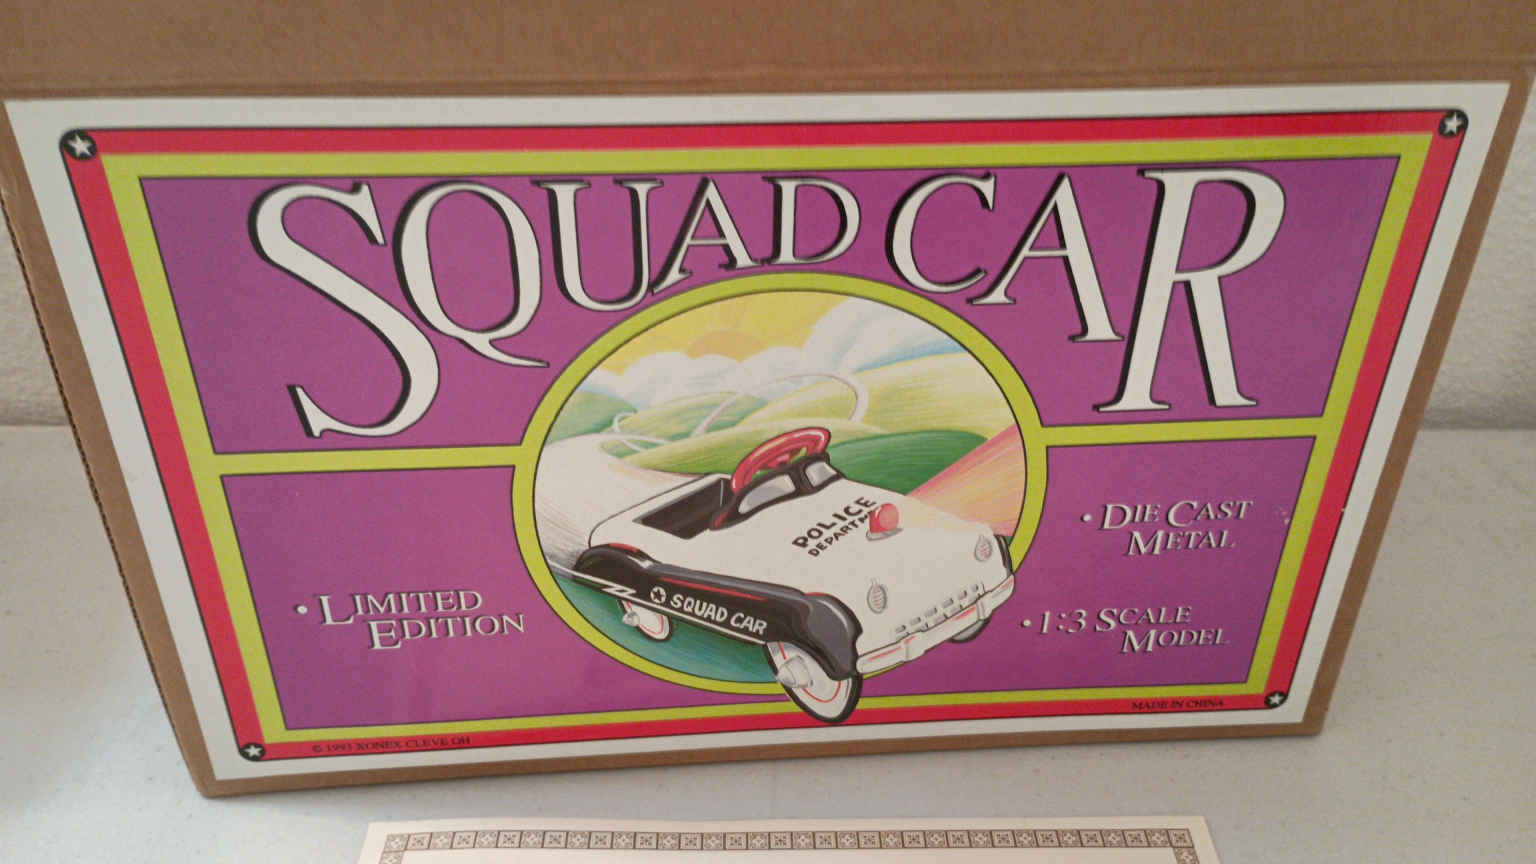 SQUAD CAR
POLICE
DEPARTM
SQUAD CAR
• LIMITED
EDITION
• DIE CAST
METAL
• 1:3 SCALE
MODEL
© 1993 XONEX CLEVE OH
MADE IN CHINA